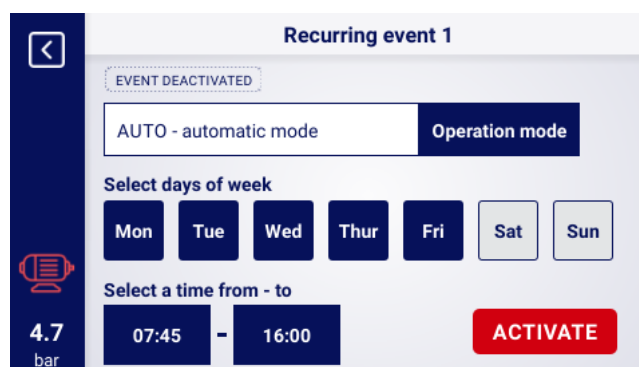 Recurring event 1
EVENT DEACTIVATED
AUTO - automatic mode Operation mode
Select days of week
Mon Tue Wed Thur Fri Sat Sun
Select a time from - to
07:45 - 16:00 ACTIVATE
4.7
bar